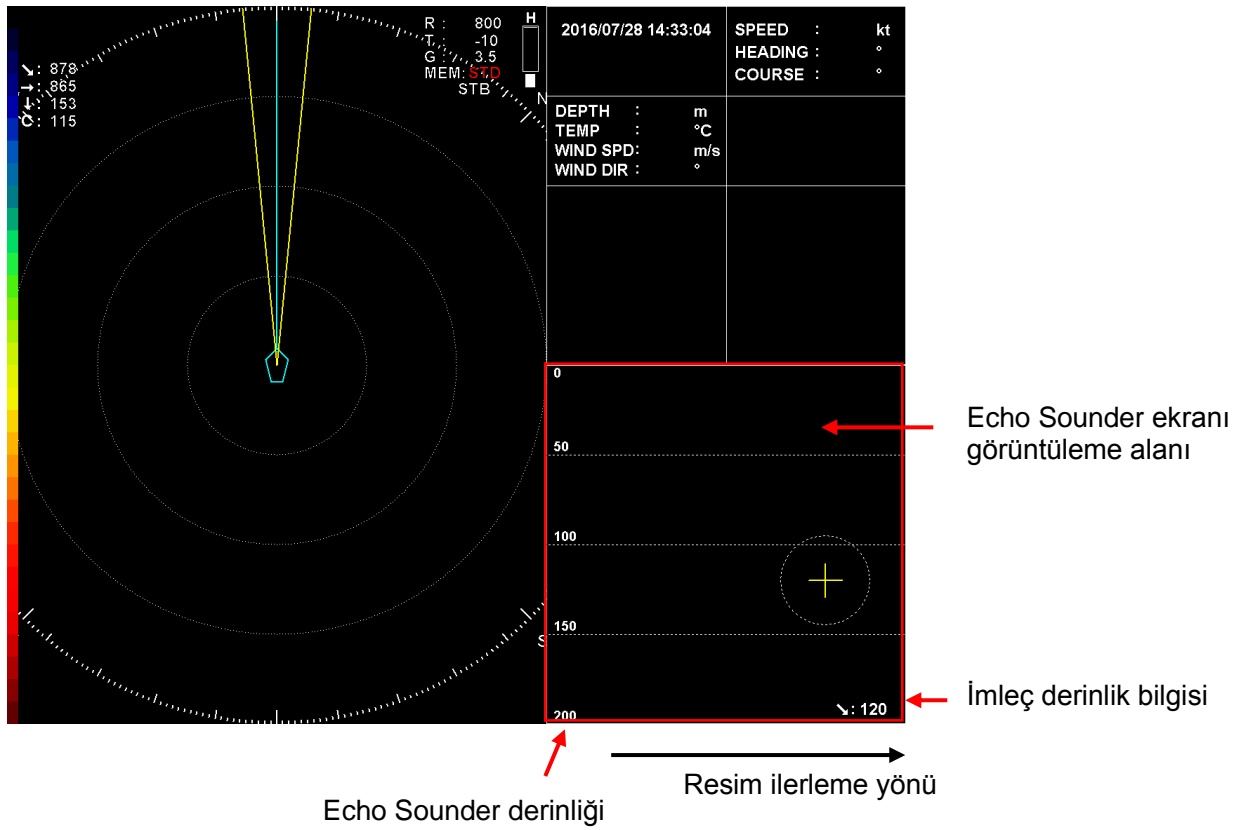 R : 800
T : -10
G : 3.5
MEM: STD
STB
H
N
↘: 878
→: 865
↓: 153
C: 115
S
2016/07/28 14:33:04
SPEED : kt
HEADING : °
COURSE : °
DEPTH : m
TEMP : °C
WIND SPD: m/s
WIND DIR : °
0
50
100
150
200
↘: 120
Echo Sounder ekranı
görüntüleme alanı
İmleç derinlik bilgisi
Resim ilerleme yönü
Echo Sounder derinliği